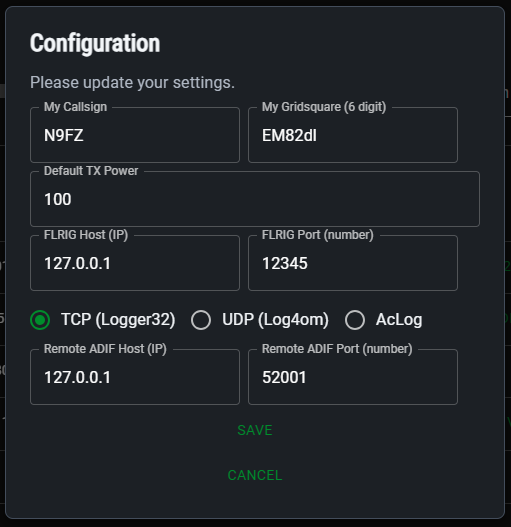 Configuration
Please update your settings.
My Callsign
My Gridsquare (6 digit)
N9FZ
EM82dl
Default TX Power
100
FLRIG Host (IP)
FLRIG Port (number)
127.0.0.1
12345
TCP (Logger32)
UDP (Log4om)
AcLog
Remote ADIF Host (IP)
Remote ADIF Port (number)
127.0.0.1
52001
SAVE
CANCEL